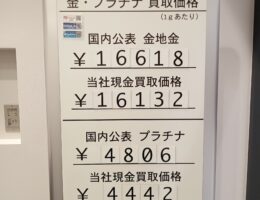 金・プラチナ 買取価格
(1gあたり)
国内公表 金地金
¥16618
当社現金買取価格
¥16132
国内公表 プラチナ
¥4806
当社現金買取価格
¥4442